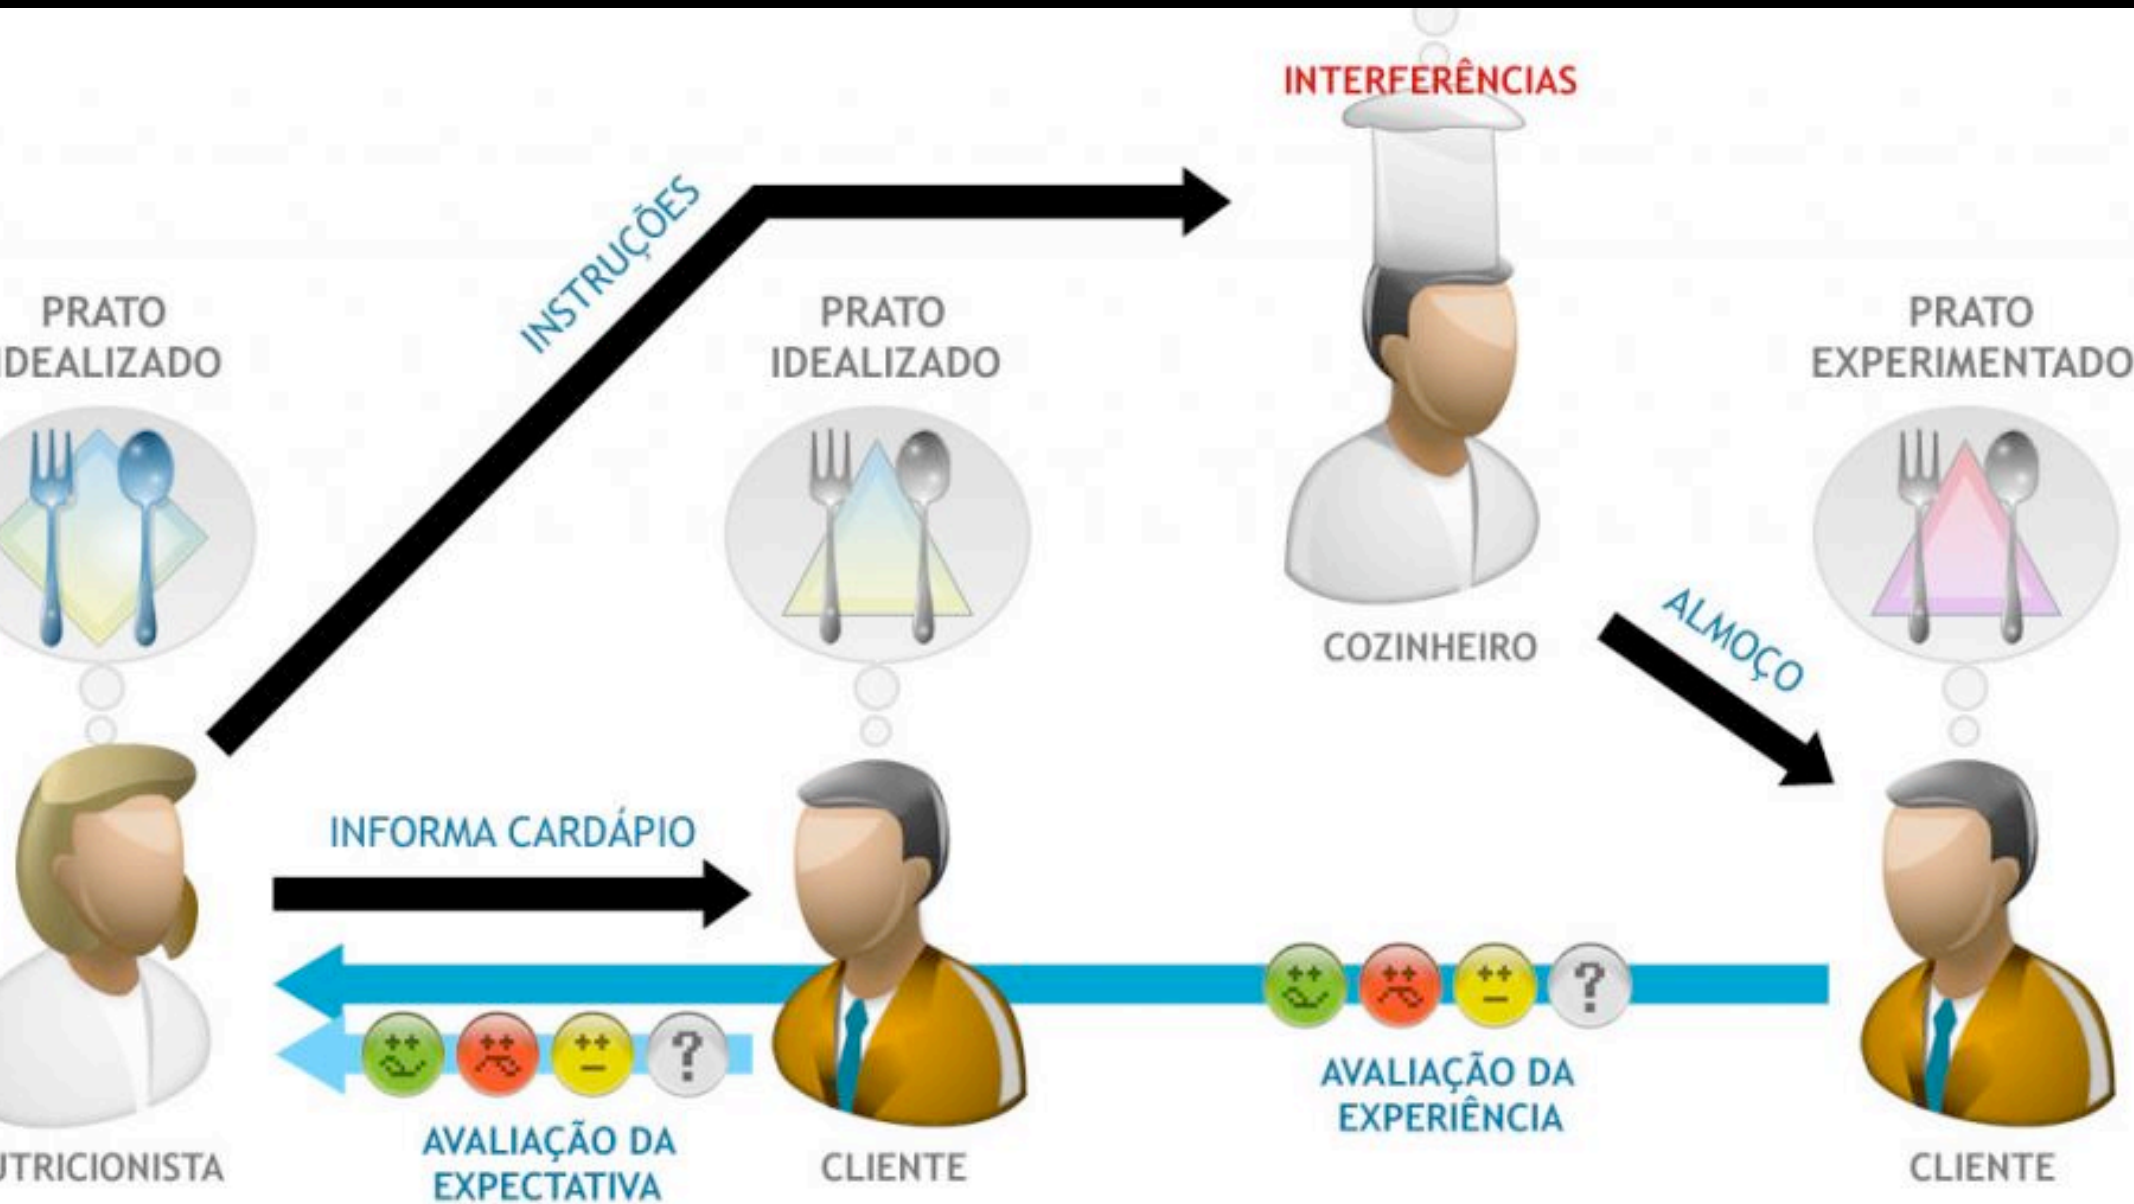 INTERFERÊNCIAS
INSTRUÇÕES
PRATO
IDEALIZADO
PRATO
IDEALIZADO
PRATO
EXPERIMENTADO
COZINHEIRO
ALMOÇO
INFORMA CARDÁPIO
? 
?
AVALIAÇÃO DA
EXPERIÊNCIA
AVALIAÇÃO DA
EXPECTATIVA
UTRICIONISTA
CLIENTE
CLIENTE